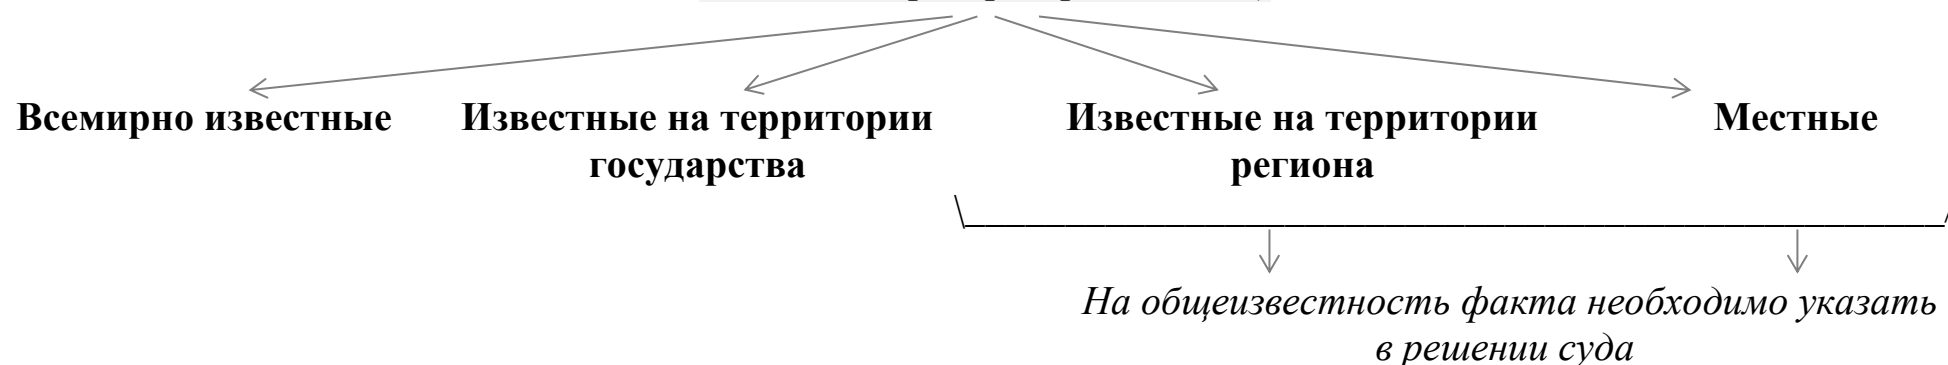 Всемирно известные
Известные на территории
государства
Известные на территории
региона
Местные
На общеизвестность факта необходимо указать
в решении суда